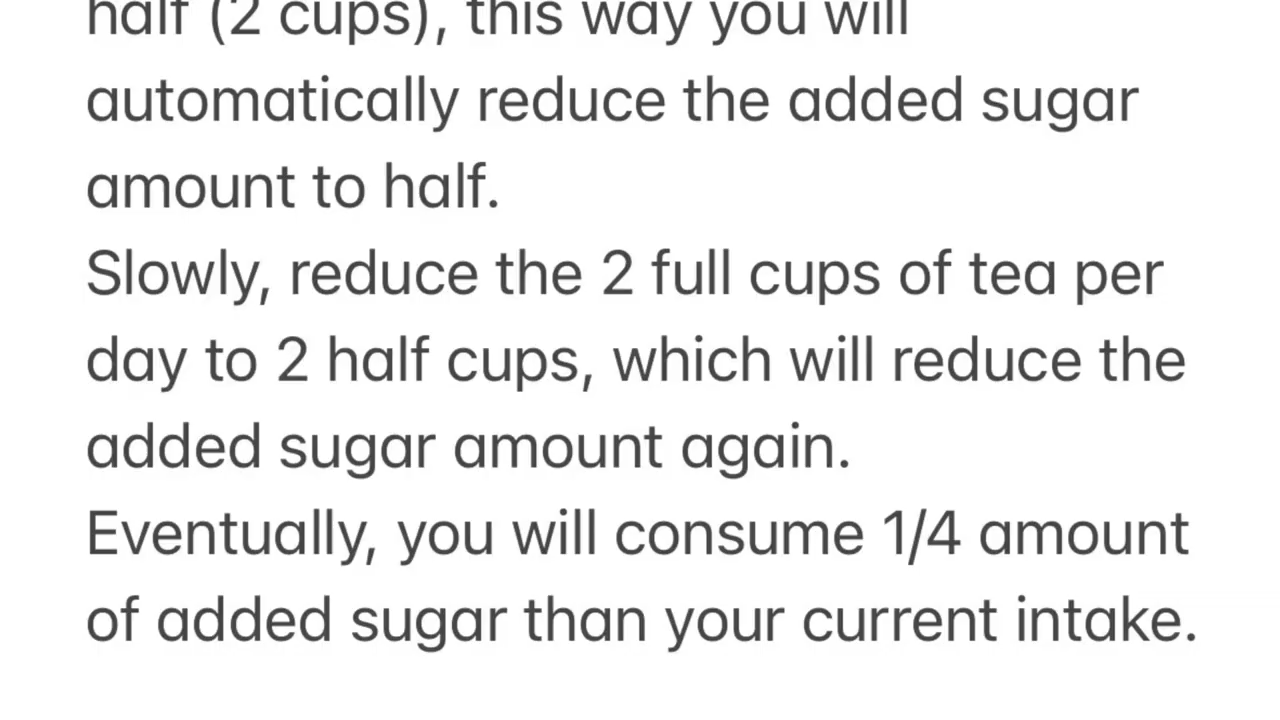 half (2 cups), this way you will
automatically reduce the added sugar
amount to half.
Slowly, reduce the 2 full cups of tea per
day to 2 half cups, which will reduce the
added sugar amount again.
Eventually, you will consume 1/4 amount
of added sugar than your current intake.